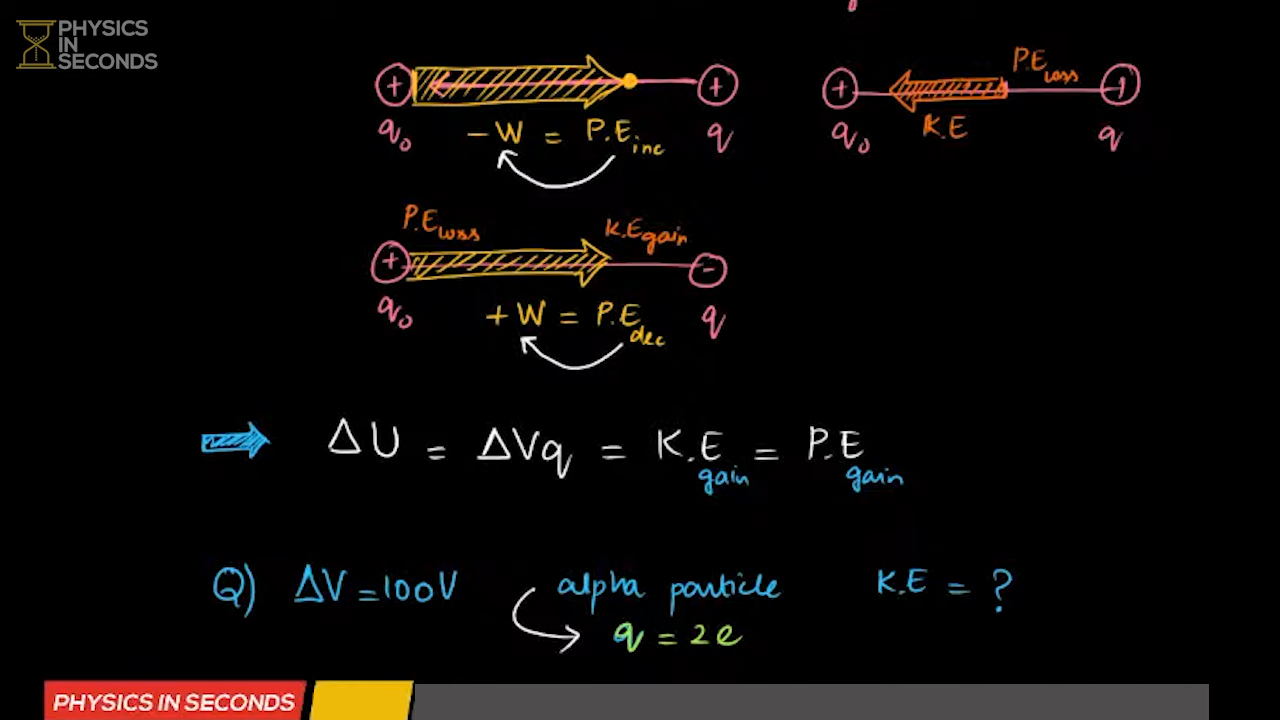 PHYSICS
IN
SECONDS
+ +
q₀ q
- W = P.E inc
P.E loss
+ +
K.E
q₀ q
P.E loss K.E gain
+ -
q₀ q
+ W = P.E dec
ΔU = ΔVq = K.E gain = P.E gain
Q) ΔV = 100V alpha particle K.E = ?
q = 2e
PHYSICS IN SECONDS